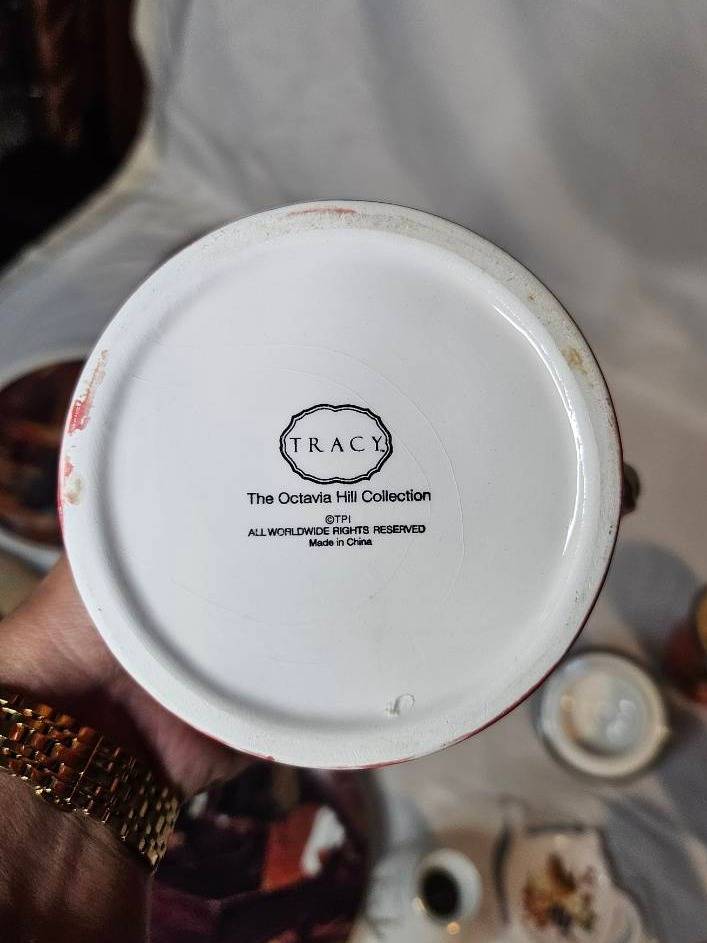 TRACY
The Octavia Hill Collection
©TPI
ALL WORLDWIDE RIGHTS RESERVED
Made in China